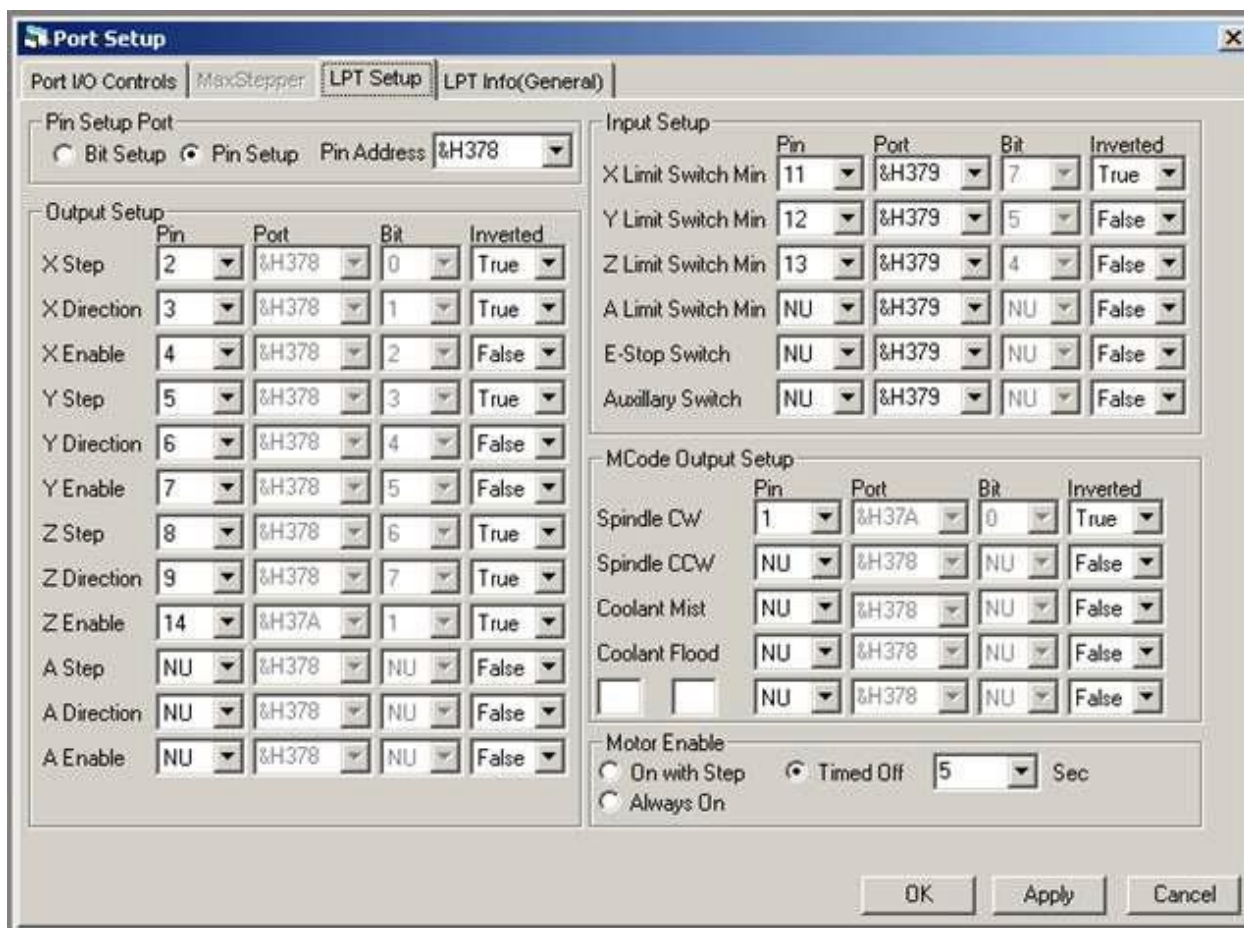 Port Setup
Port I/O Controls MaxStepper LPT Setup LPT Info(General)
Pin Setup Port
Bit Setup Pin Setup Pin Address &H378
Output Setup
Pin Port Bit Inverted
X Step 2 &H378 0 True
X Direction 3 &H378 1 True
X Enable 4 &H378 2 False
Y Step 5 &H378 3 True
Y Direction 6 &H378 4 False
Y Enable 7 &H378 5 False
Z Step 8 &H378 6 True
Z Direction 9 &H378 7 True
Z Enable 14 &H37A 1 True
A Step NU &H378 NU False
A Direction NU &H378 NU False
A Enable NU &H378 NU False
Input Setup
Pin Port Bit Inverted
X Limit Switch Min 11 &H379 7 True
Y Limit Switch Min 12 &H379 5 False
Z Limit Switch Min 13 &H379 4 False
A Limit Switch Min NU &H379 NU False
E-Stop Switch NU &H379 NU False
Auxillary Switch NU &H379 NU False
MCode Output Setup
Pin Port Bit Inverted
Spindle CW 1 &H37A 0 True
Spindle CCW NU &H378 NU False
Coolant Mist NU &H378 NU False
Coolant Flood NU &H378 NU False
NU &H378 NU False
Motor Enable
On with Step Timed Off 5 Sec
Always On
OK Apply Cancel